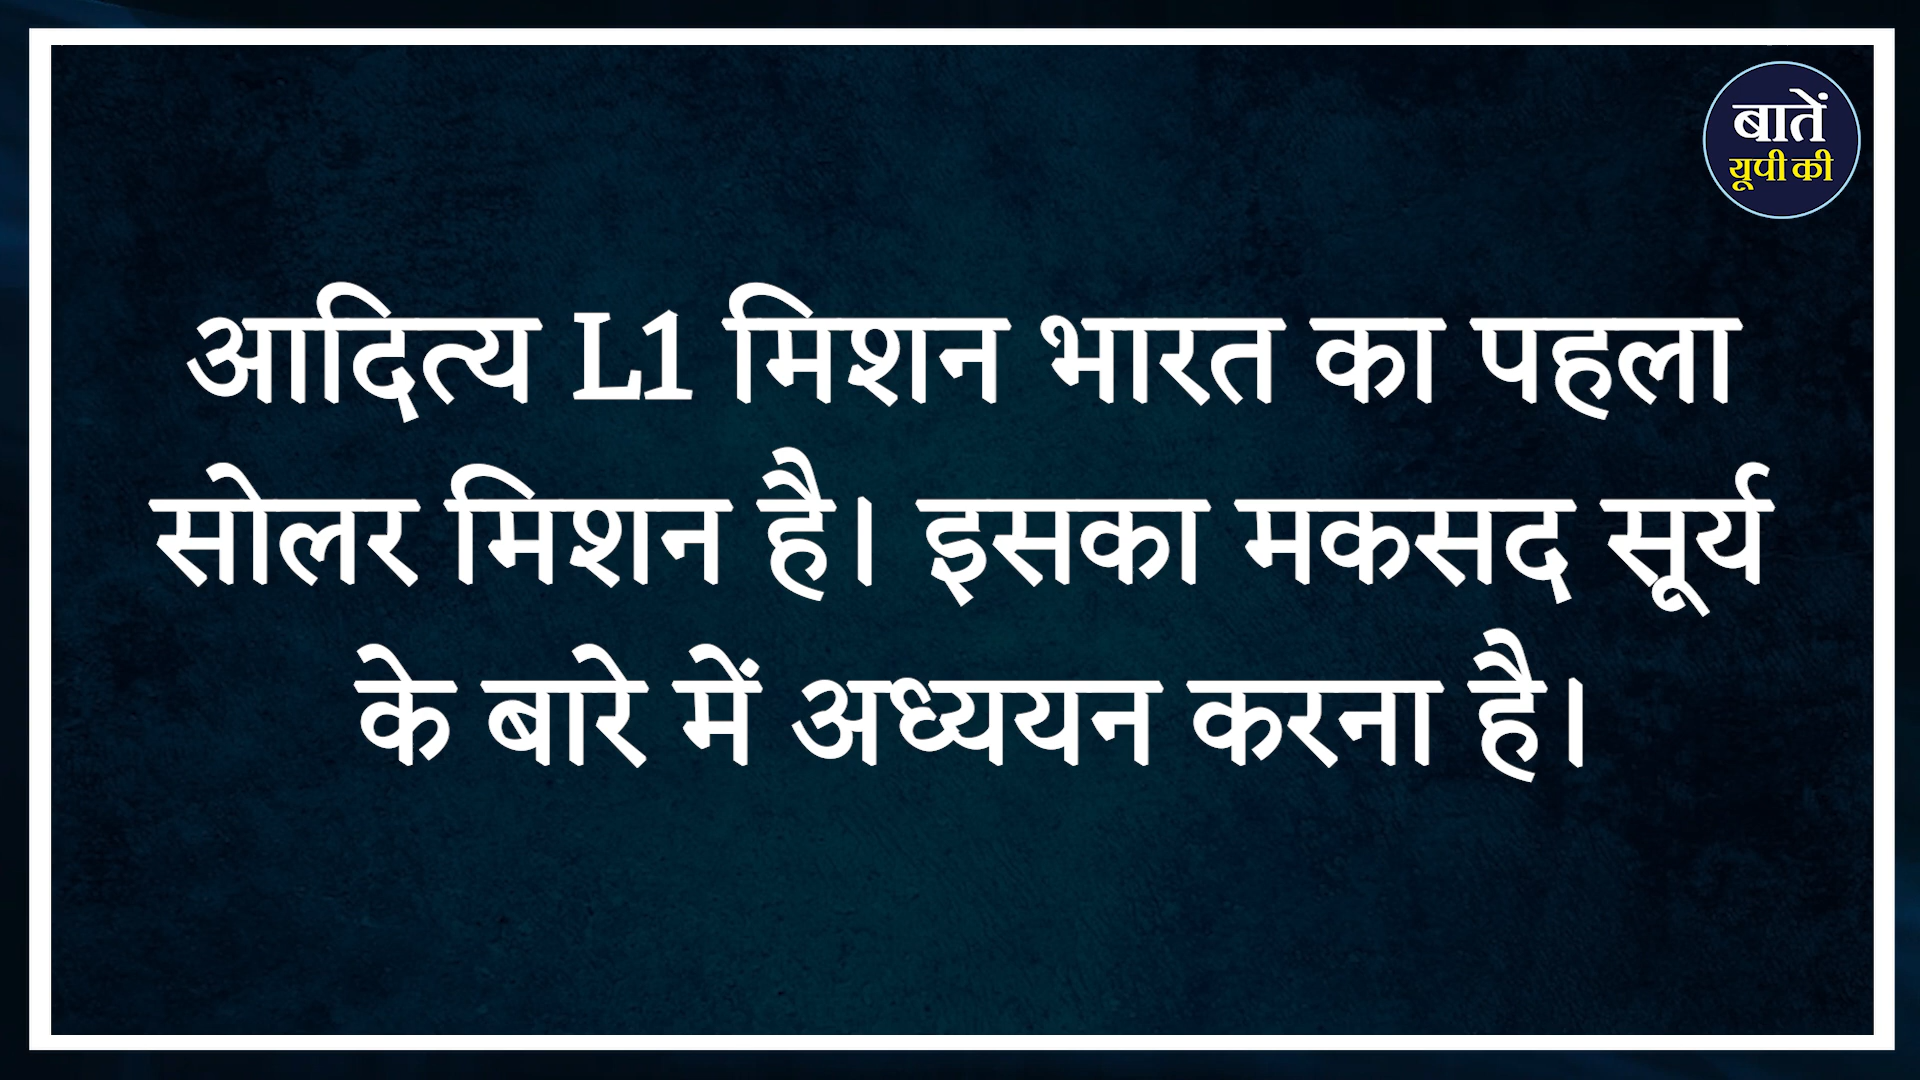 बातें
यूपी की
आदित्य L1 मिशन भारत का पहला
सोलर मिशन है। इसका मकसद सूर्य
के बारे में अध्ययन करना है।